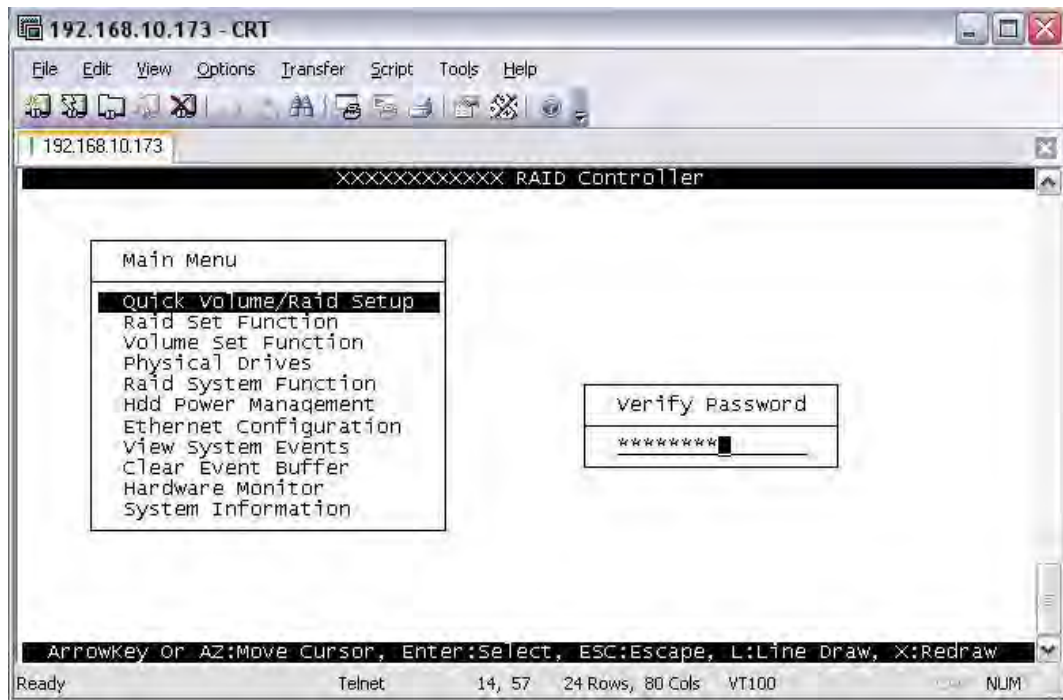 192.168.10.173 - CRT
File Edit View Options Transfer Script Tools Help
192.168.10.173
XXXXXXXXXXXX RAID Controller
Main Menu
Quick Volume/Raid Setup
Raid Set Function
Volume Set Function
Physical Drives
Raid System Function
Hdd Power Management
Ethernet Configuration
View System Events
Clear Event Buffer
Hardware Monitor
System Information
Verify Password
********
ArrowKey Or AZ:Move Cursor, Enter:Select, ESC:Escape, L:Line Draw, X:Redraw
Ready Telnet 14, 57 24 Rows, 80 Cols VT100 NUM